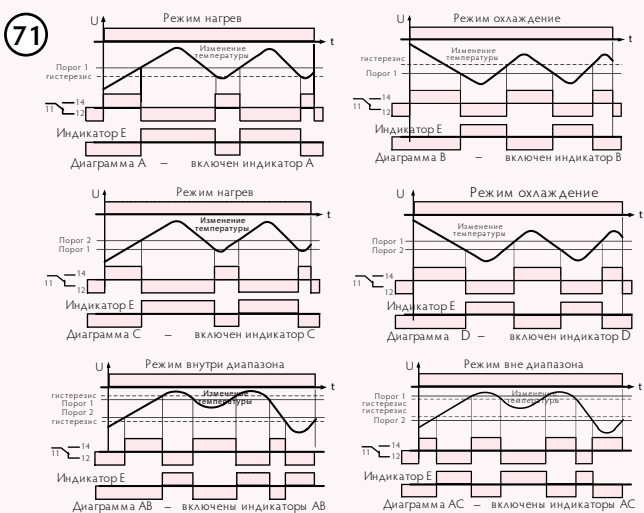 71
U
Режим нагрев
t
Изменение
температуры
Порог 1
гистерезис
11
14
12
Индикатор E
Диаграмма A – включен индикатор A
U
Режим охлаждение
t
Изменение
температуры
гистерезис
Порог 1
11
14
12
Индикатор E
Диаграмма B – включен индикатор B
U
Режим нагрев
t
Изменение
температуры
Порог 2
Порог 1
11
14
12
Индикатор E
Диаграмма C – включен индикатор C
U
Режим охлаждение
t
Изменение
температуры
Порог 1
Порог 2
11
14
12
Индикатор E
Диаграмма D – включен индикатор D
U
Режим внутри диапазона
t
гистерезис
Изменение
Порог 1
температуры
Порог 2
гистерезис
11
14
12
Индикатор E
Диаграмма AB – включены индикаторы AB
U
Режим вне диапазона
t
Порог 1
Изменение
гистерезис
температуры
гистерезис
Порог 2
11
14
12
Индикатор E
Диаграмма AC – включены индикаторы AC